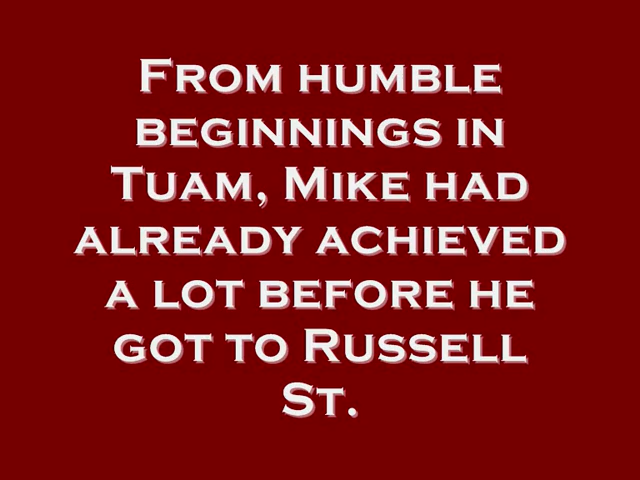 From humble
beginnings in
Tuam, Mike had
already achieved
a lot before he
got to Russell
St.